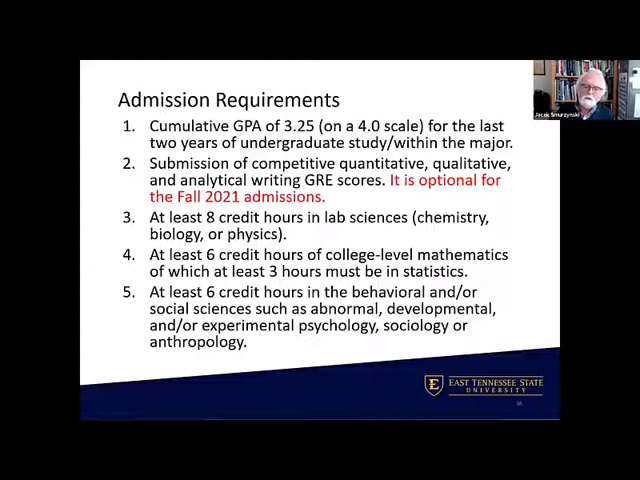 Admission Requirements
1. Cumulative GPA of 3.25 (on a 4.0 scale) for the last
two years of undergraduate study/within the major.
2. Submission of competitive quantitative, qualitative,
and analytical writing GRE scores. It is optional for
the Fall 2021 admissions.
3. At least 8 credit hours in lab sciences (chemistry,
biology, or physics).
4. At least 6 credit hours of college-level mathematics
of which at least 3 hours must be in statistics.
5. At least 6 credit hours in the behavioral and/or
social sciences such as abnormal, developmental,
and/or experimental psychology, sociology or
anthropology.
Jacek Smurzynski
E
EAST TENNESSEE STATE
UNIVERSITY
16